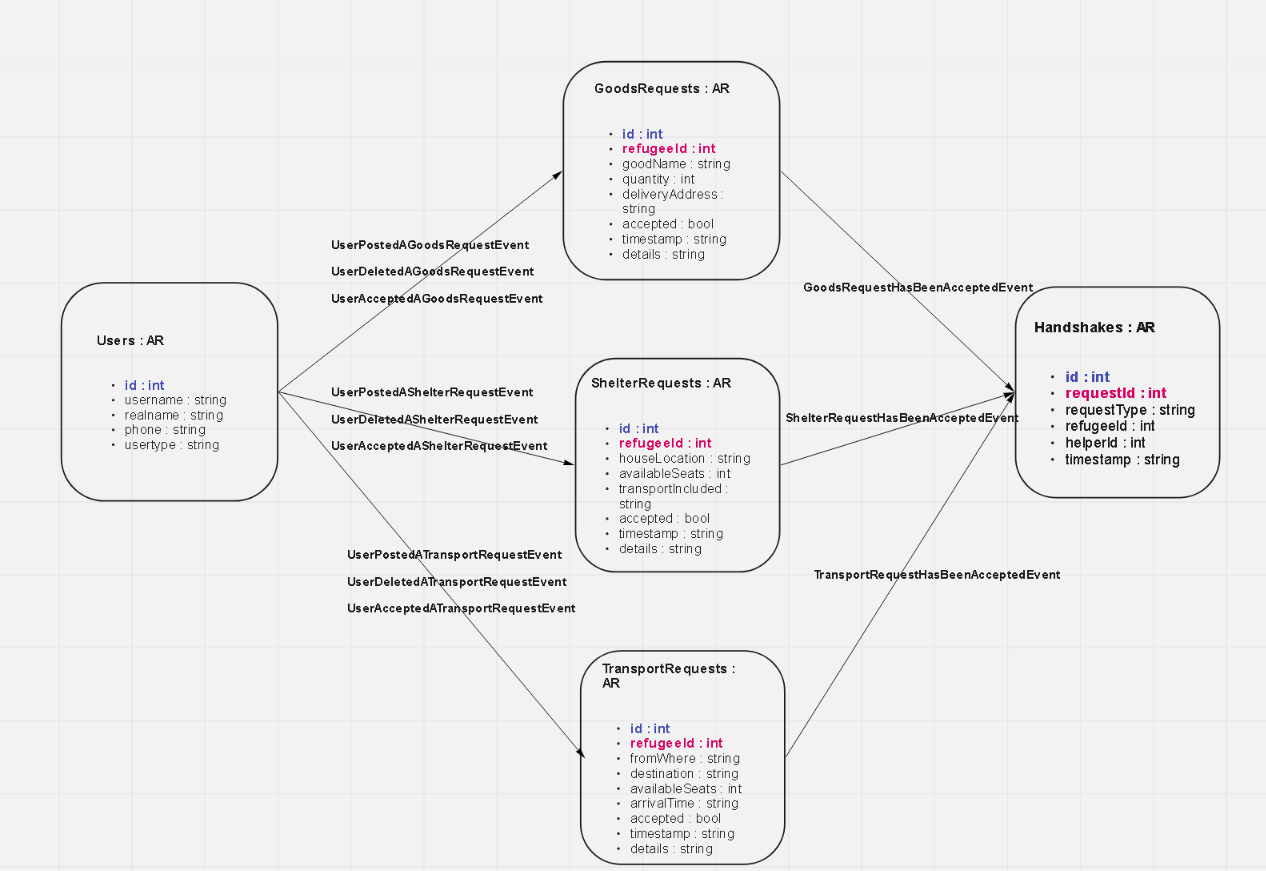 GoodsRequests : AR
• id : int
• refugeeId : int
• goodName : string
• quantity : int
• deliveryAddress :
string
• accepted : bool
• timestamp : string
• details : string
UserPostedAGoodsRequestEvent
UserDeletedAGoodsRequestEvent
UserAcceptedAGoodsRequestEvent
GoodsRequestHasBeenAcceptedEvent
Users : AR
• id : int
• username : string
• realname : string
• phone : string
• usertype : string
UserPostedAShelterRequestEvent
UserDeletedAShelterRequestEvent
UserAcceptedAShelterRequestEvent
ShelterRequests : AR
• id : int
• refugeeId : int
• houseLocation : string
• availableSeats : int
• transportIncluded :
string
• accepted : bool
• timestamp : string
• details : string
ShelterRequestHasBeenAcceptedEvent
Handshakes : AR
• id : int
• requestId : int
• requestType : string
• refugeeId : int
• helperId : int
• timestamp : string
UserPostedATransportRequestEvent
UserDeletedATransportRequestEvent
UserAcceptedATransportRequestEvent
TransportRequestHasBeenAcceptedEvent
TransportRequests :
AR
• id : int
• refugeeId : int
• fromWhere : string
• destination : string
• availableSeats : int
• arrivalTime : string
• accepted : bool
• timestamp : string
• details : string